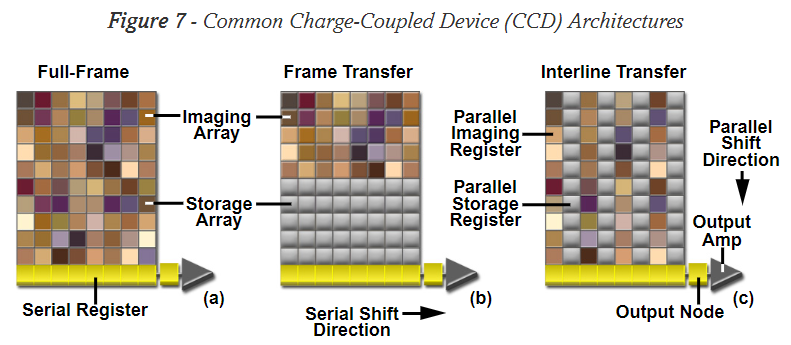 Figure 7 - Common Charge-Coupled Device (CCD) Architectures
Full-Frame
Frame Transfer
Interline Transfer
Imaging
Array
Storage
Array
Parallel
Imaging
Register
Parallel
Storage
Register
Parallel
Shift
Direction
Output
Amp
Serial Register
(a)
Serial Shift
Direction
(b)
Output Node
(c)